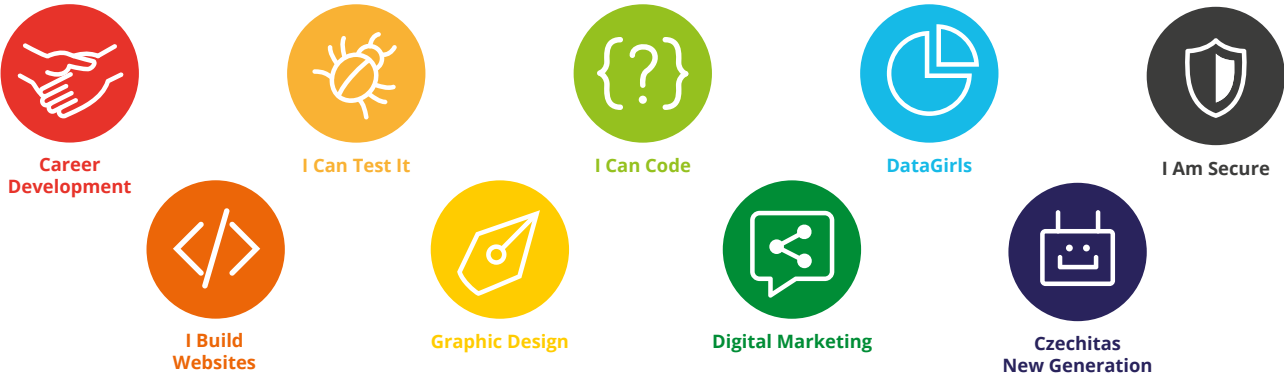 Career
Development
I Can Test It
{?}
I Can Code
DataGirls
I Am Secure
I Build
Websites
Graphic Design
Digital Marketing
Czechitas
New Generation